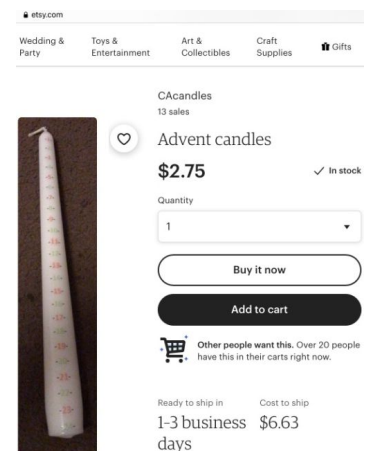 etsy.com
Wedding & Party
Toys & Entertainment
Art & Collectibles
Craft Supplies
Gifts
CAcandles
13 sales
Advent candles
$2.75
In stock
Quantity
1
Buy it now
Add to cart
Other people want this. Over 20 people
have this in their carts right now.
Ready to ship in
Cost to ship
1-3 business
days
$6.63